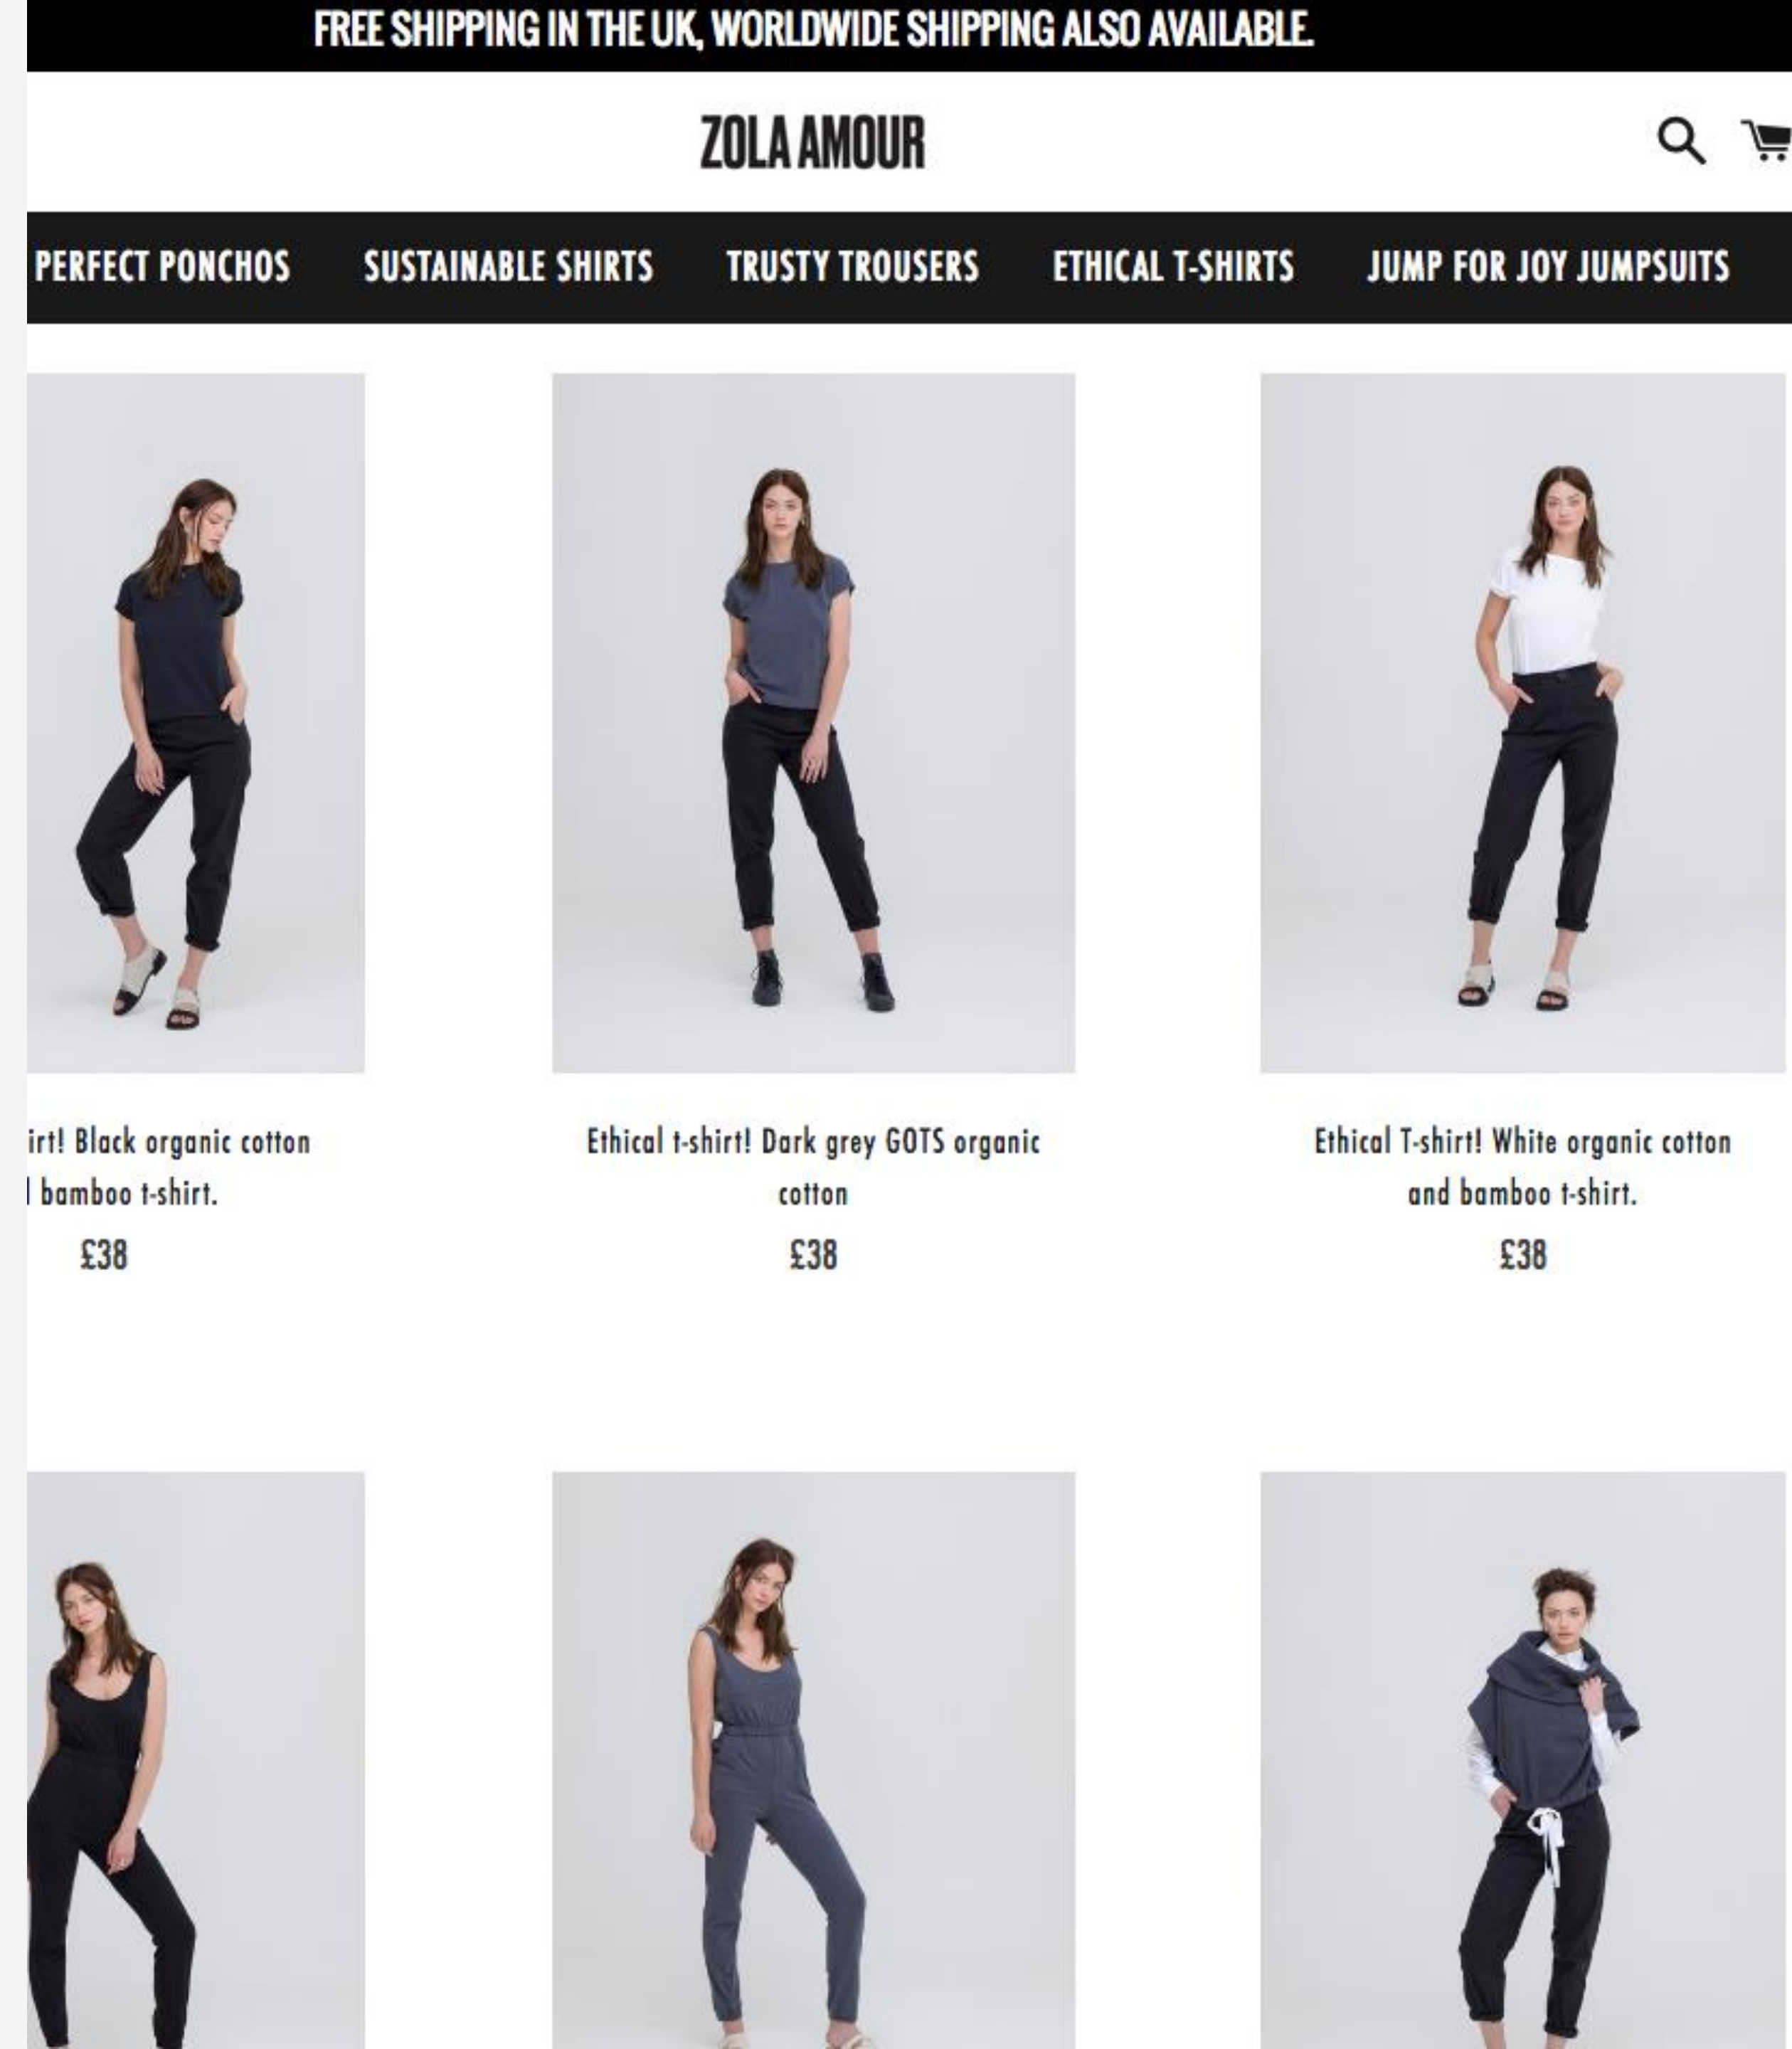 FREE SHIPPING IN THE UK, WORLDWIDE SHIPPING ALSO AVAILABLE.
ZOLA AMOUR
PERFECT PONCHOS SUSTAINABLE SHIRTS TRUSTY TROUSERS ETHICAL T-SHIRTS JUMP FOR JOY JUMPSUITS
irt! Black organic cotton
bamboo t-shirt.
£38
Ethical t-shirt! Dark grey GOTS organic
cotton
£38
Ethical T-shirt! White organic cotton
and bamboo t-shirt.
£38